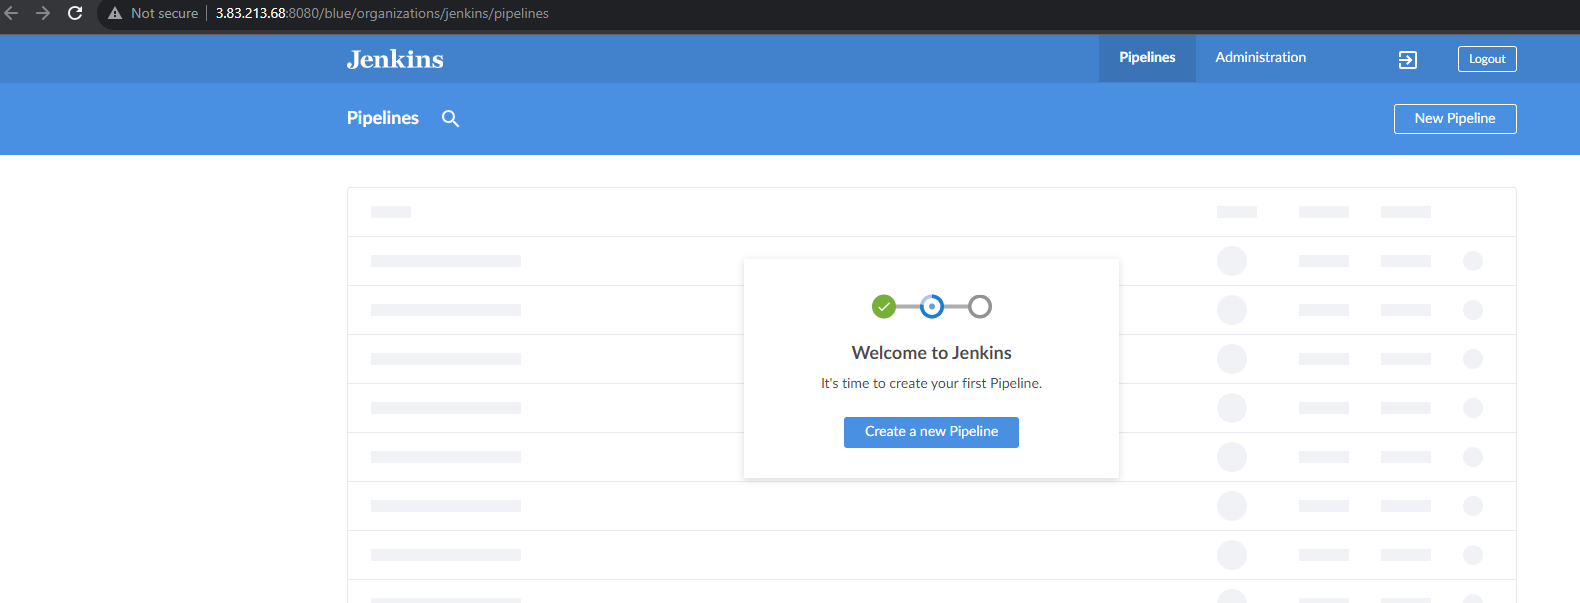 Not secure | 3.83.213.68:8080/blue/organizations/jenkins/pipelines
Jenkins
Pipelines
Administration
Logout
Pipelines
New Pipeline
Welcome to Jenkins
It's time to create your first Pipeline.
Create a new Pipeline